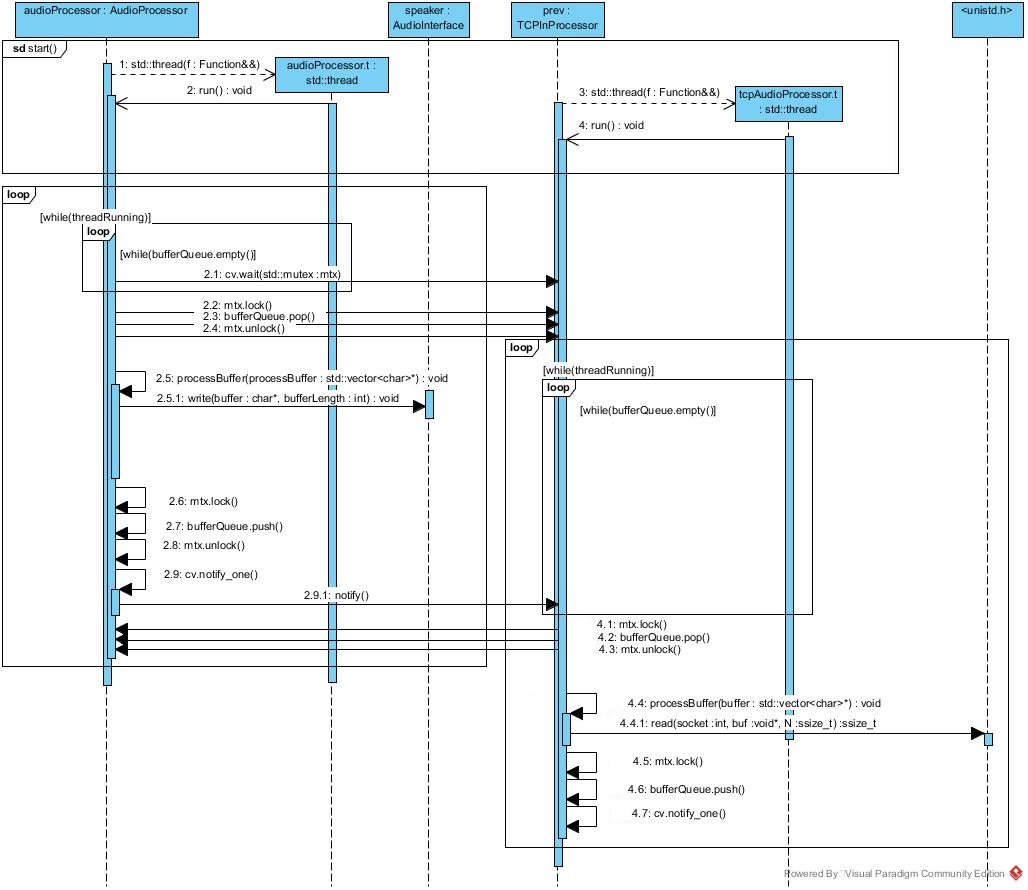 audioProcessor : AudioProcessor
speaker :
AudioInterface
prev :
TCPInProcessor
<unistd.h>
sd start()
1: std::thread(f : Function&&)
audioProcessor.t :
std::thread
2: run() : void
3: std::thread(f : Function&&)
tcpAudioProcessor.t
: std::thread
4: run() : void
loop
[while(threadRunning)]
loop
[while(bufferQueue.empty()]
2.1: cv.wait(std::mutex :mtx)
2.2: mtx.lock()
2.3: bufferQueue.pop()
2.4: mtx.unlock()
loop
[while(threadRunning)]
loop
[while(bufferQueue.empty()]
2.5: processBuffer(processBuffer : std::vector<char>*) : void
2.5.1: write(buffer : char*, bufferLength : int) : void
2.6: mtx.lock()
2.7: bufferQueue.push()
2.8: mtx.unlock()
2.9: cv.notify_one()
2.9.1: notify()
4.1: mtx.lock()
4.2: bufferQueue.pop()
4.3: mtx.unlock()
4.4: processBuffer(buffer : std::vector<char>*) : void
4.4.1: read(socket :int, buf :void*, N :ssize_t) :ssize_t
4.5: mtx.lock()
4.6: bufferQueue.push()
4.7: cv.notify_one()
Powered By Visual Paradigm Community Edition